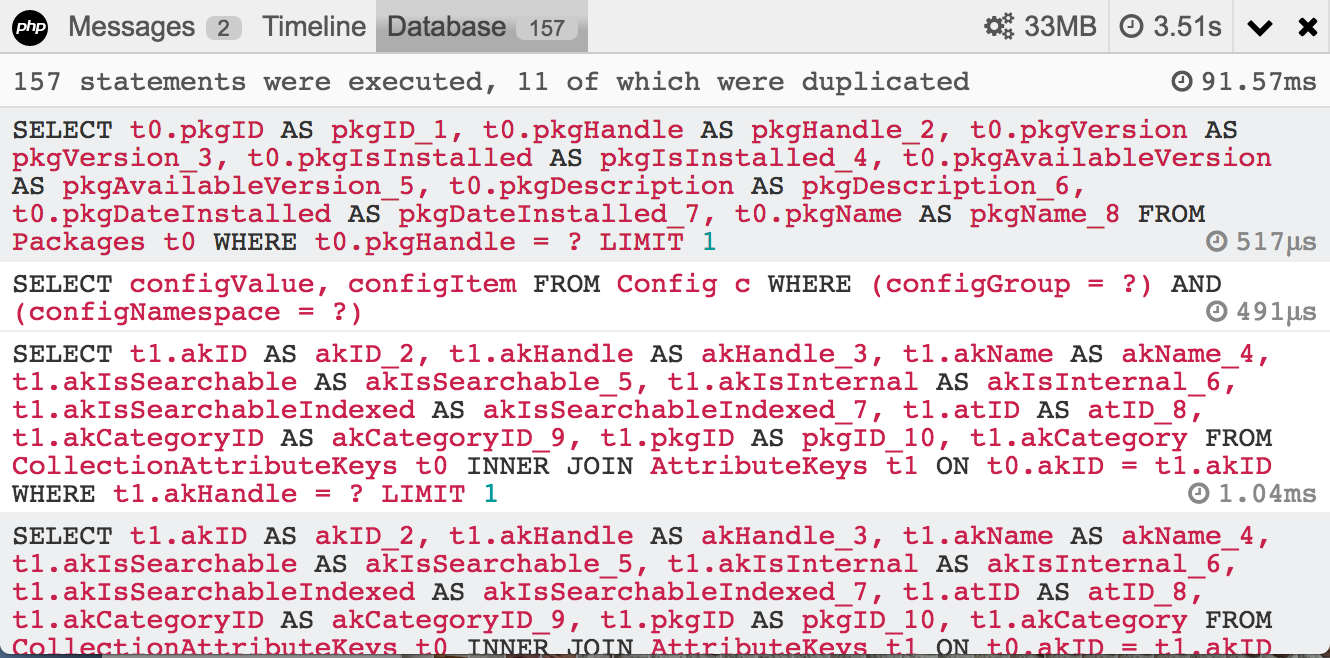 php Messages 2 Timeline Database 157 33MB 3.51s
157 statements were executed, 11 of which were duplicated 91.57ms
SELECT t0.pkgID AS pkgID_1, t0.pkgHandle AS pkgHandle_2, t0.pkgVersion AS
pkgVersion_3, t0.pkgIsInstalled AS pkgIsInstalled_4, t0.pkgAvailableVersion
AS pkgAvailableVersion_5, t0.pkgDescription AS pkgDescription_6,
t0.pkgDateInstalled AS pkgDateInstalled_7, t0.pkgName AS pkgName_8 FROM
Packages t0 WHERE t0.pkgHandle = ? LIMIT 1 517µs
SELECT configValue, configItem FROM Config c WHERE (configGroup = ?) AND
(configNamespace = ?) 491µs
SELECT t1.akID AS akID_2, t1.akHandle AS akHandle_3, t1.akName AS akName_4,
t1.akIsSearchable AS akIsSearchable_5, t1.akIsInternal AS akIsInternal_6,
t1.akIsSearchableIndexed AS akIsSearchableIndexed_7, t1.atID AS atID_8,
t1.akCategoryID AS akCategoryID_9, t1.pkgID AS pkgID_10, t1.akCategory FROM
CollectionAttributeKeys t0 INNER JOIN AttributeKeys t1 ON t0.akID = t1.akID
WHERE t1.akHandle = ? LIMIT 1 1.04ms
SELECT t1.akID AS akID_2, t1.akHandle AS akHandle_3, t1.akName AS akName_4,
t1.akIsSearchable AS akIsSearchable_5, t1.akIsInternal AS akIsInternal_6,
t1.akIsSearchableIndexed AS akIsSearchableIndexed_7, t1.atID AS atID_8,
t1.akCategoryID AS akCategoryID_9, t1.pkgID AS pkgID_10, t1.akCategory FROM
CollectionAttributeKeys t0 INNER JOIN AttributeKeys t1 ON t0.akID = t1.akID